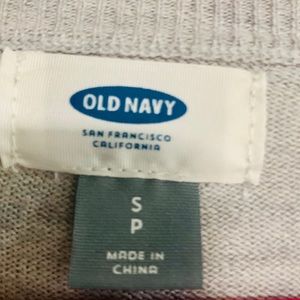 OLD NAVY
SAN FRANCISCO
CALIFORNIA
S
P
MADE IN
CHINA